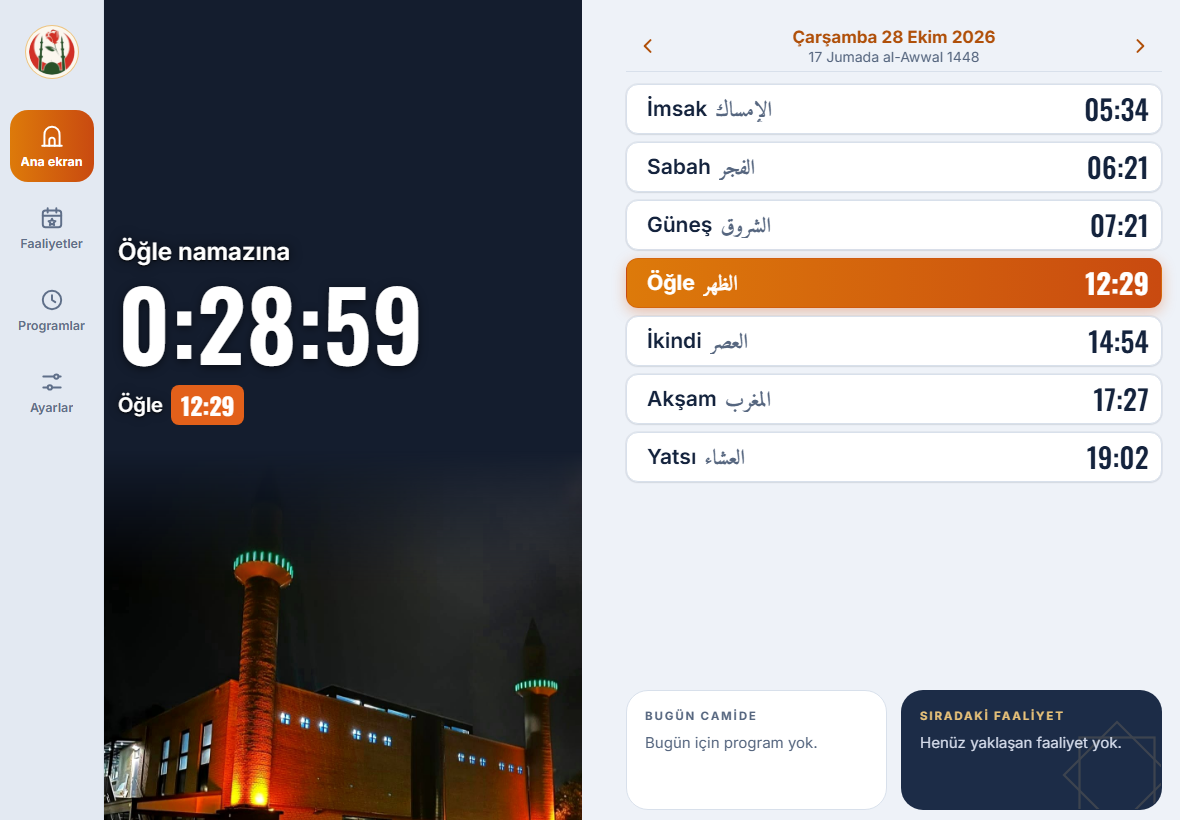 Ana ekran
Faaliyetler
Programlar
Ayarlar
Öğle namazına
0:28:59
Öğle 12:29
Çarşamba 28 Ekim 2026
17 Jumada al-Awwal 1448
İmsak الإمساك 05:34
Sabah الفجر 06:21
Güneş الشروق 07:21
Öğle الظهر 12:29
İkindi العصر 14:54
Akşam المغرب 17:27
Yatsı العشاء 19:02
BUGÜN CAMİDE
Bugün için program yok.
SIRADAKİ FAALİYET
Henüz yaklaşan faaliyet yok.